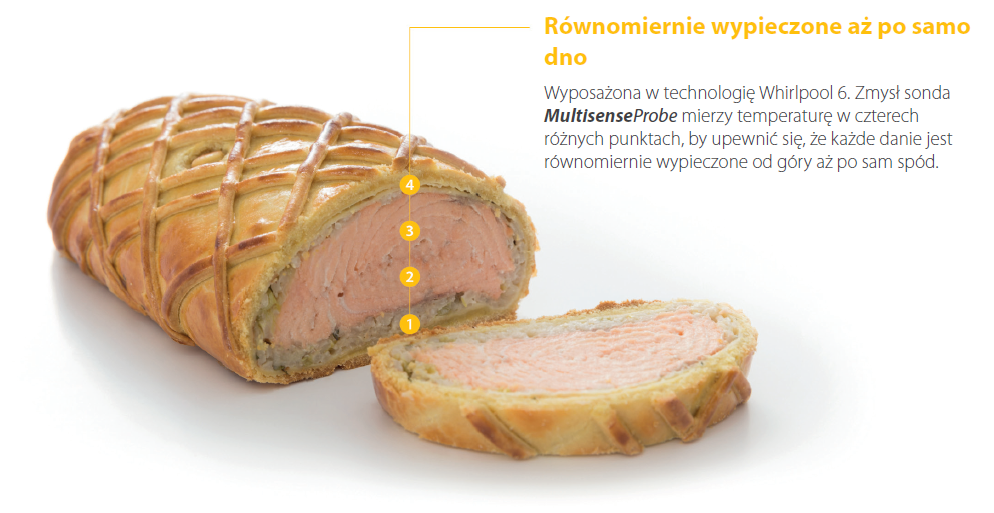 Równomiernie wypieczone aż po samo
dno
Wyposażona w technologię Whirlpool 6. Zmysł sonda
MultisenseProbe mierzy temperaturę w czterech
różnych punktach, by upewnić się, że każde danie jest
równomiernie wypieczone od góry aż po sam spód.
4
3
2
1